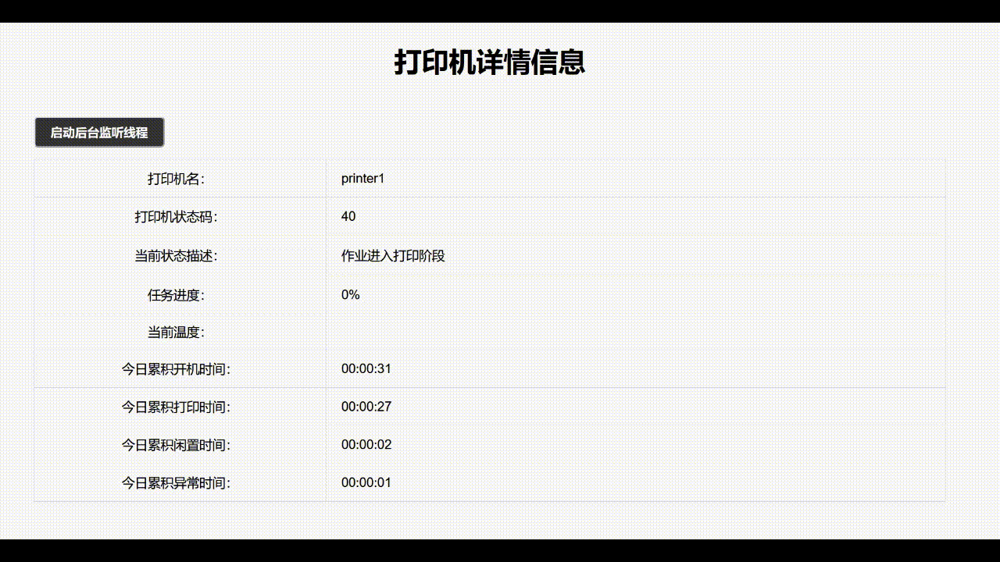 打印机详情信息
启动后台监听线程
打印机名： printer1
打印机状态码： 40
当前状态描述： 作业进入打印阶段
任务进度： 0%
当前温度：
今日累积开机时间： 00:00:31
今日累积打印时间： 00:00:27
今日累积闲置时间： 00:00:02
今日累积异常时间： 00:00:01